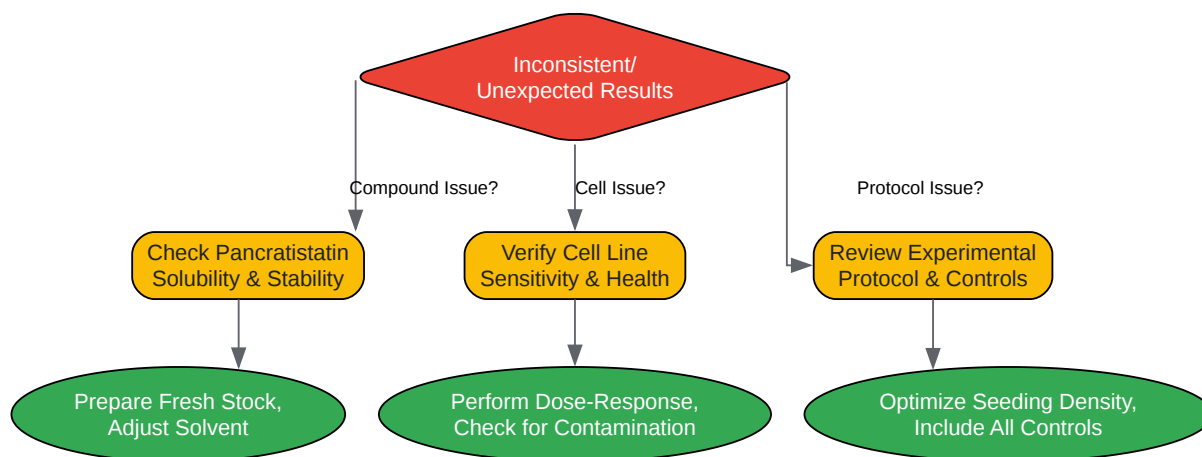 Inconsistent/
Unexpected Results
Compound Issue?
Cell Issue?
Protocol Issue?
Check Pancratistatin
Solubility & Stability
Verify Cell Line
Sensitivity & Health
Review Experimental
Protocol & Controls
Prepare Fresh Stock,
Adjust Solvent
Perform Dose-Response,
Check for Contamination
Optimize Seeding Density,
Include All Controls